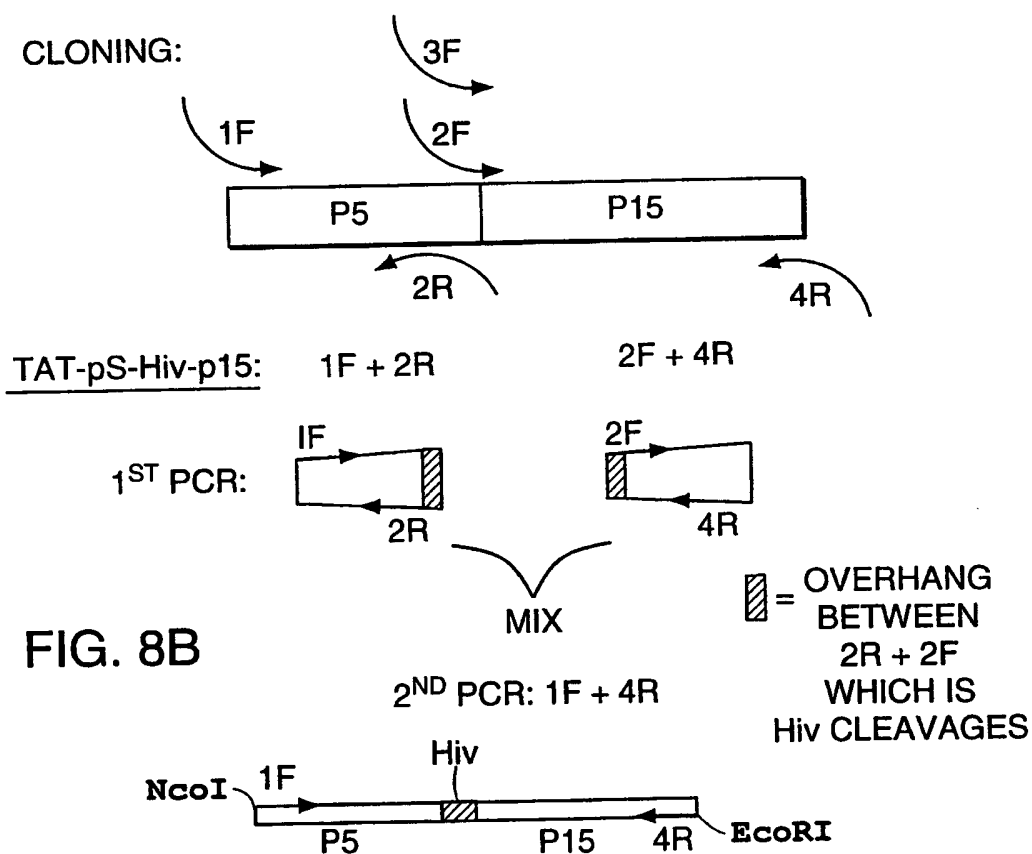 CLONING:
3F
1F
2F
P5
P15
2R
4R
TAT-pS-Hiv-p15:
1F + 2R
2F + 4R
1ST PCR:
IF
2F
2R
4R
MIX
= OVERHANG
BETWEEN
2R + 2F
WHICH IS
Hiv CLEAVAGES
FIG. 8B
2ND PCR: 1F + 4R
Hiv
NcoI
1F
P5
P15
4R
EcoRI